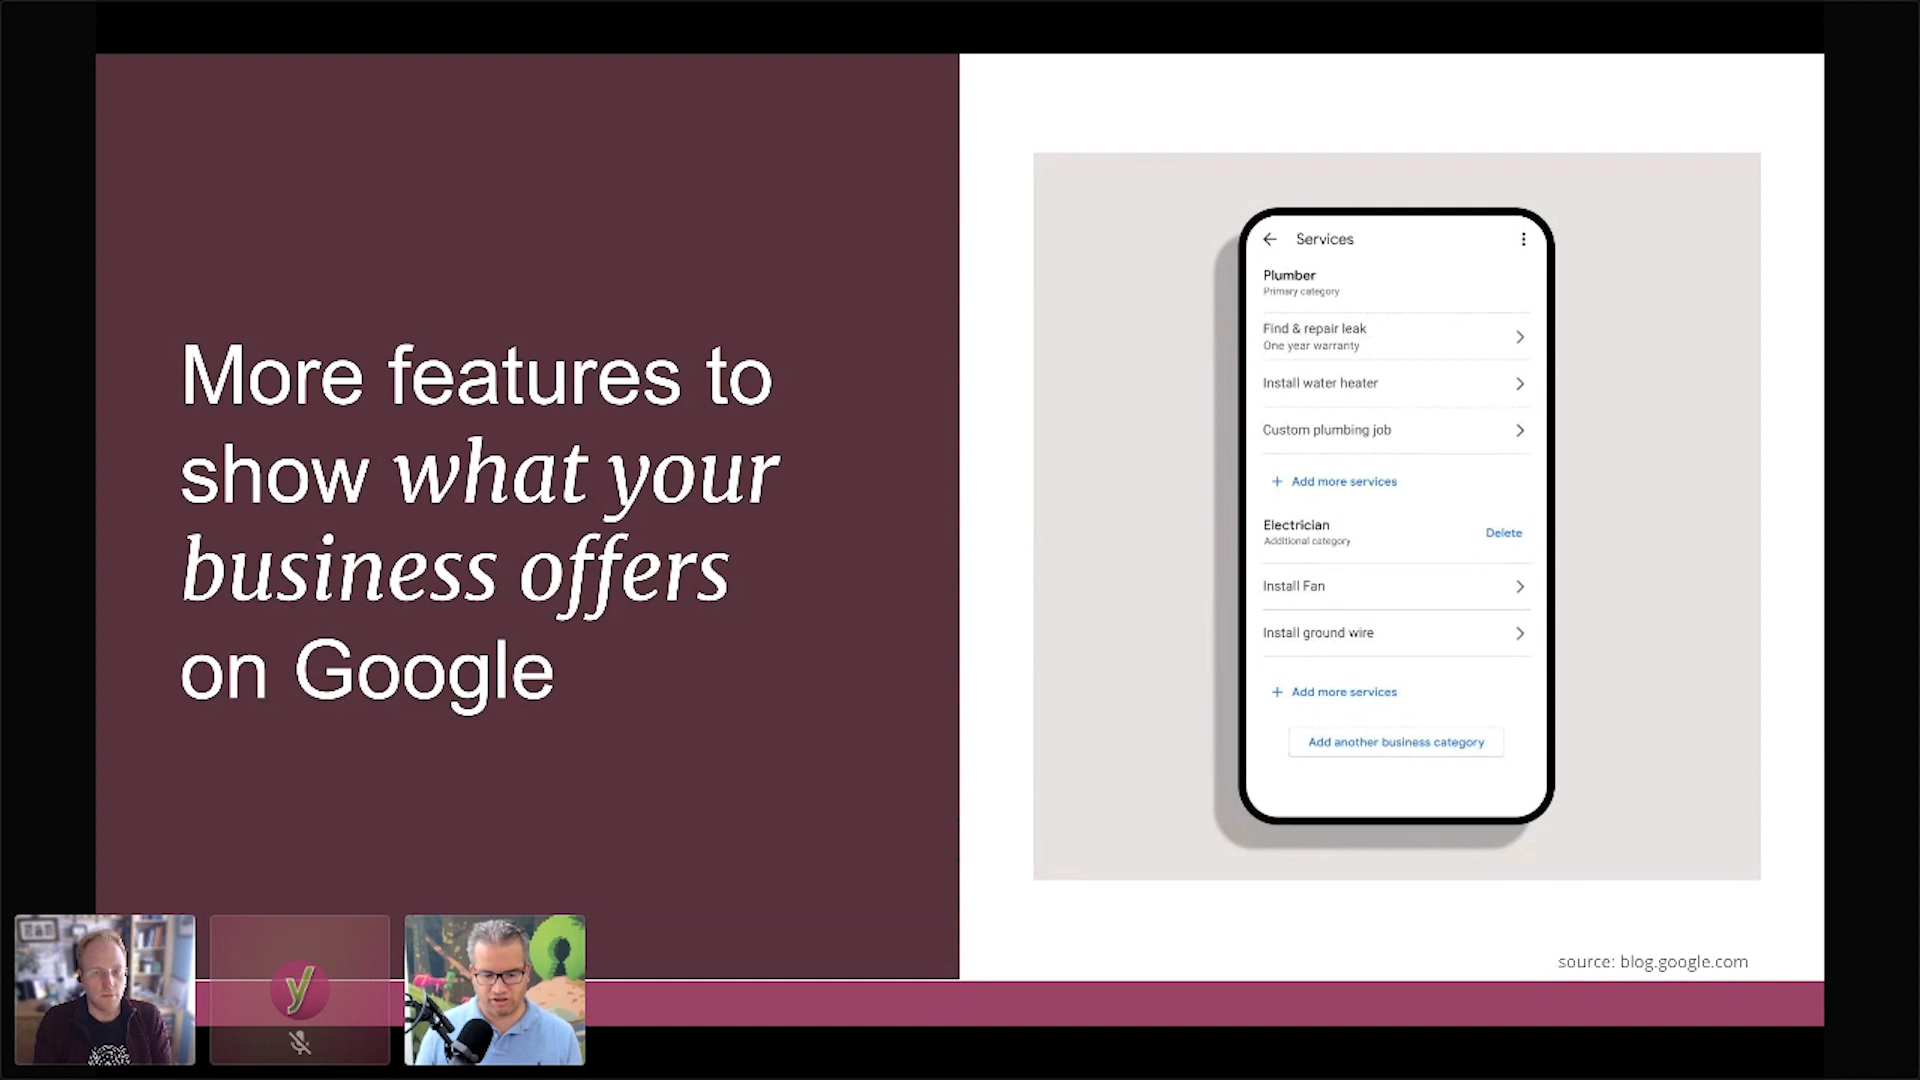 More features to
show what your
business offers
on Google
Services
Plumber
Primary category
Find & repair leak
One year warranty
Install water heater
Custom plumbing job
+ Add more services
Electrician
Additional category
Delete
Install Fan
Install ground wire
+ Add more services
Add another business category
source: blog.google.com
y